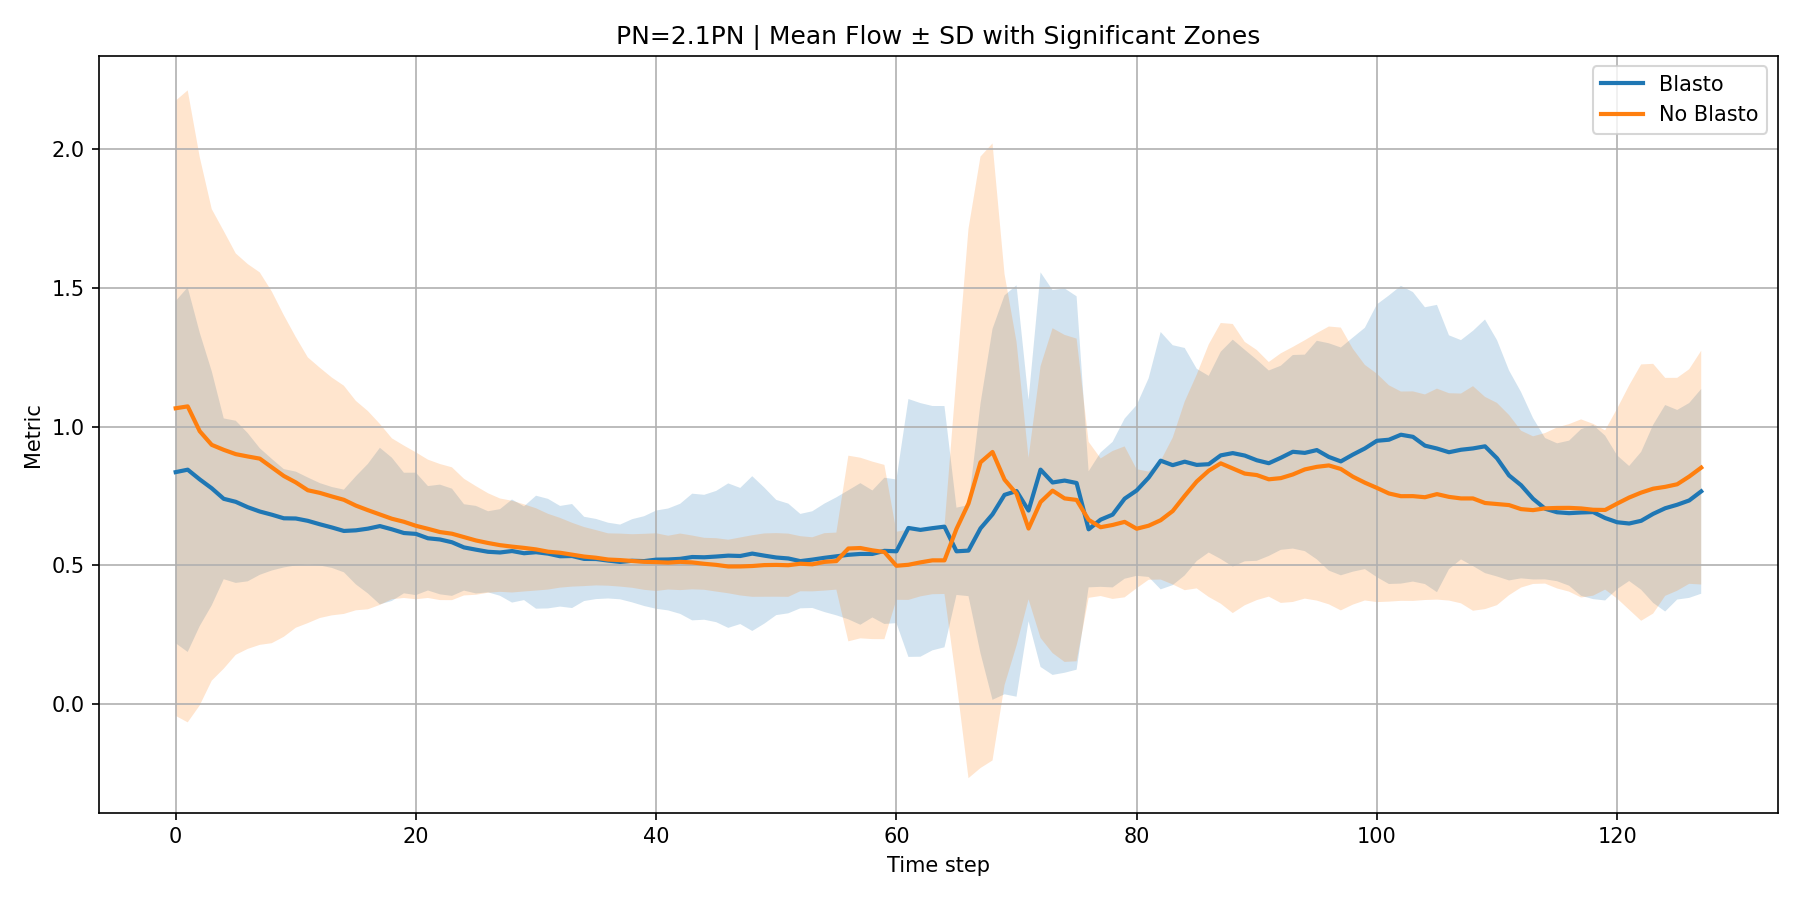 PN=2.1PN | Mean Flow ± SD with Significant Zones
Blasto
No Blasto
Metric
2.0
1.5
1.0
0.5
0.0
0 20 40 60 80 100 120
Time step